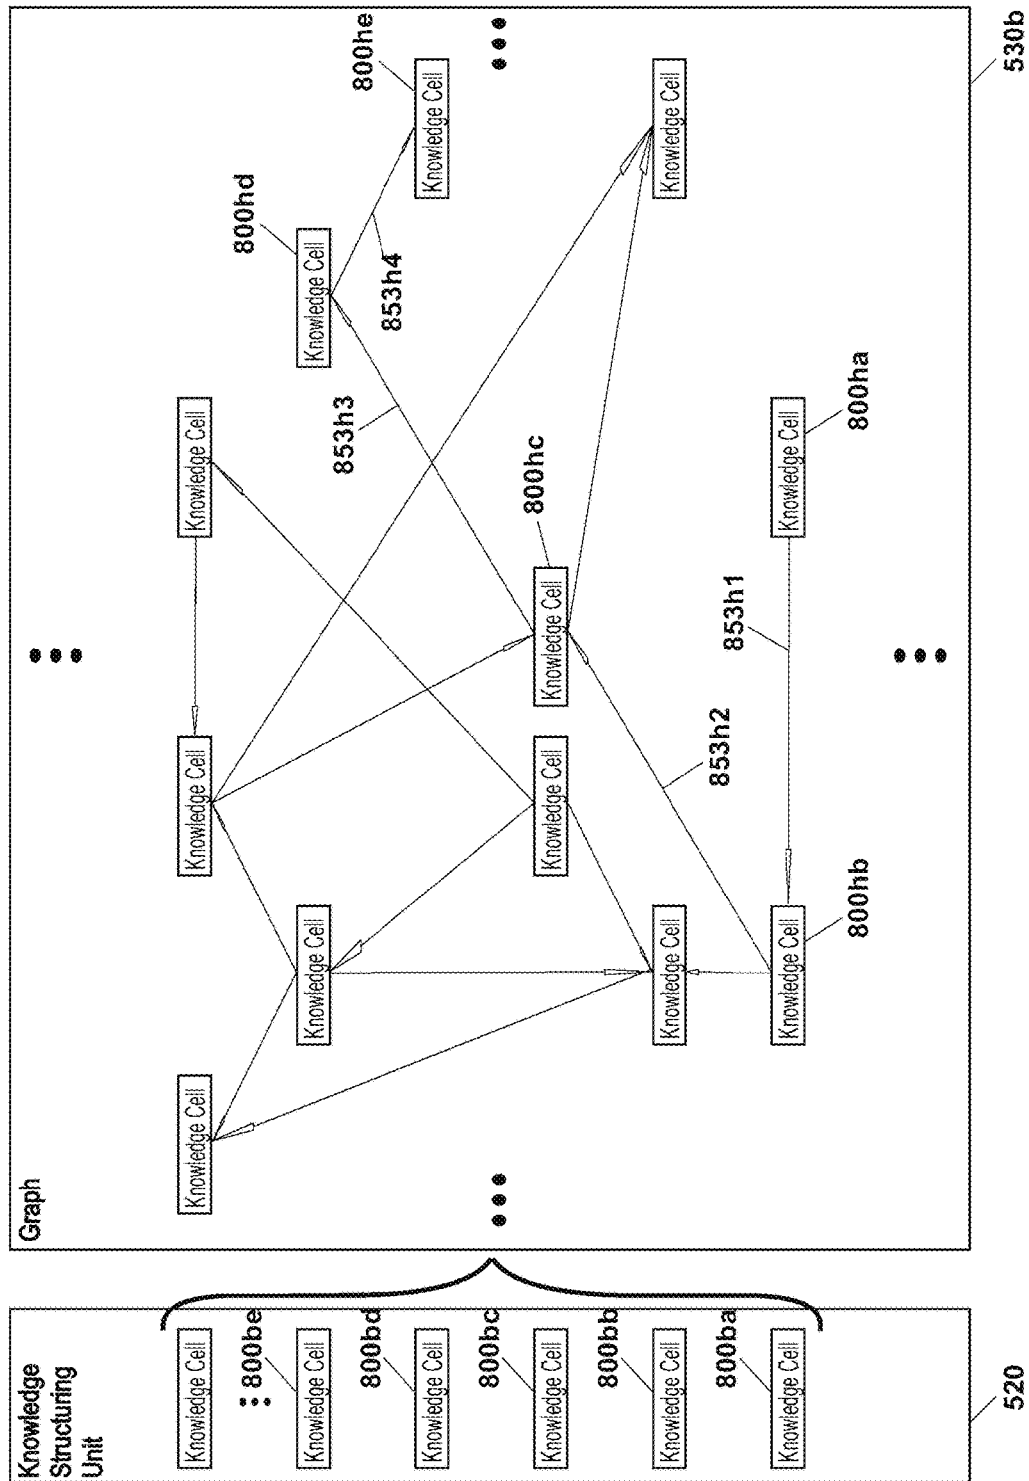 Knowledge
Structuring
Unit
Graph
Knowledge Cell
Knowledge Cell
Knowledge Cell
Knowledge Cell
800be
800hd
Knowledge Cell
Knowledge Cell
Knowledge Cell
853h3
800bd
800he
853h4
Knowledge Cell
Knowledge Cell
800bc
800hc
Knowledge Cell
Knowledge Cell
Knowledge Cell
800bb
Knowledge Cell
Knowledge Cell
Knowledge Cell
800ba
853h2
853h1
Knowledge Cell
Knowledge Cell
Knowledge Cell
800hb
800ha
520
530b